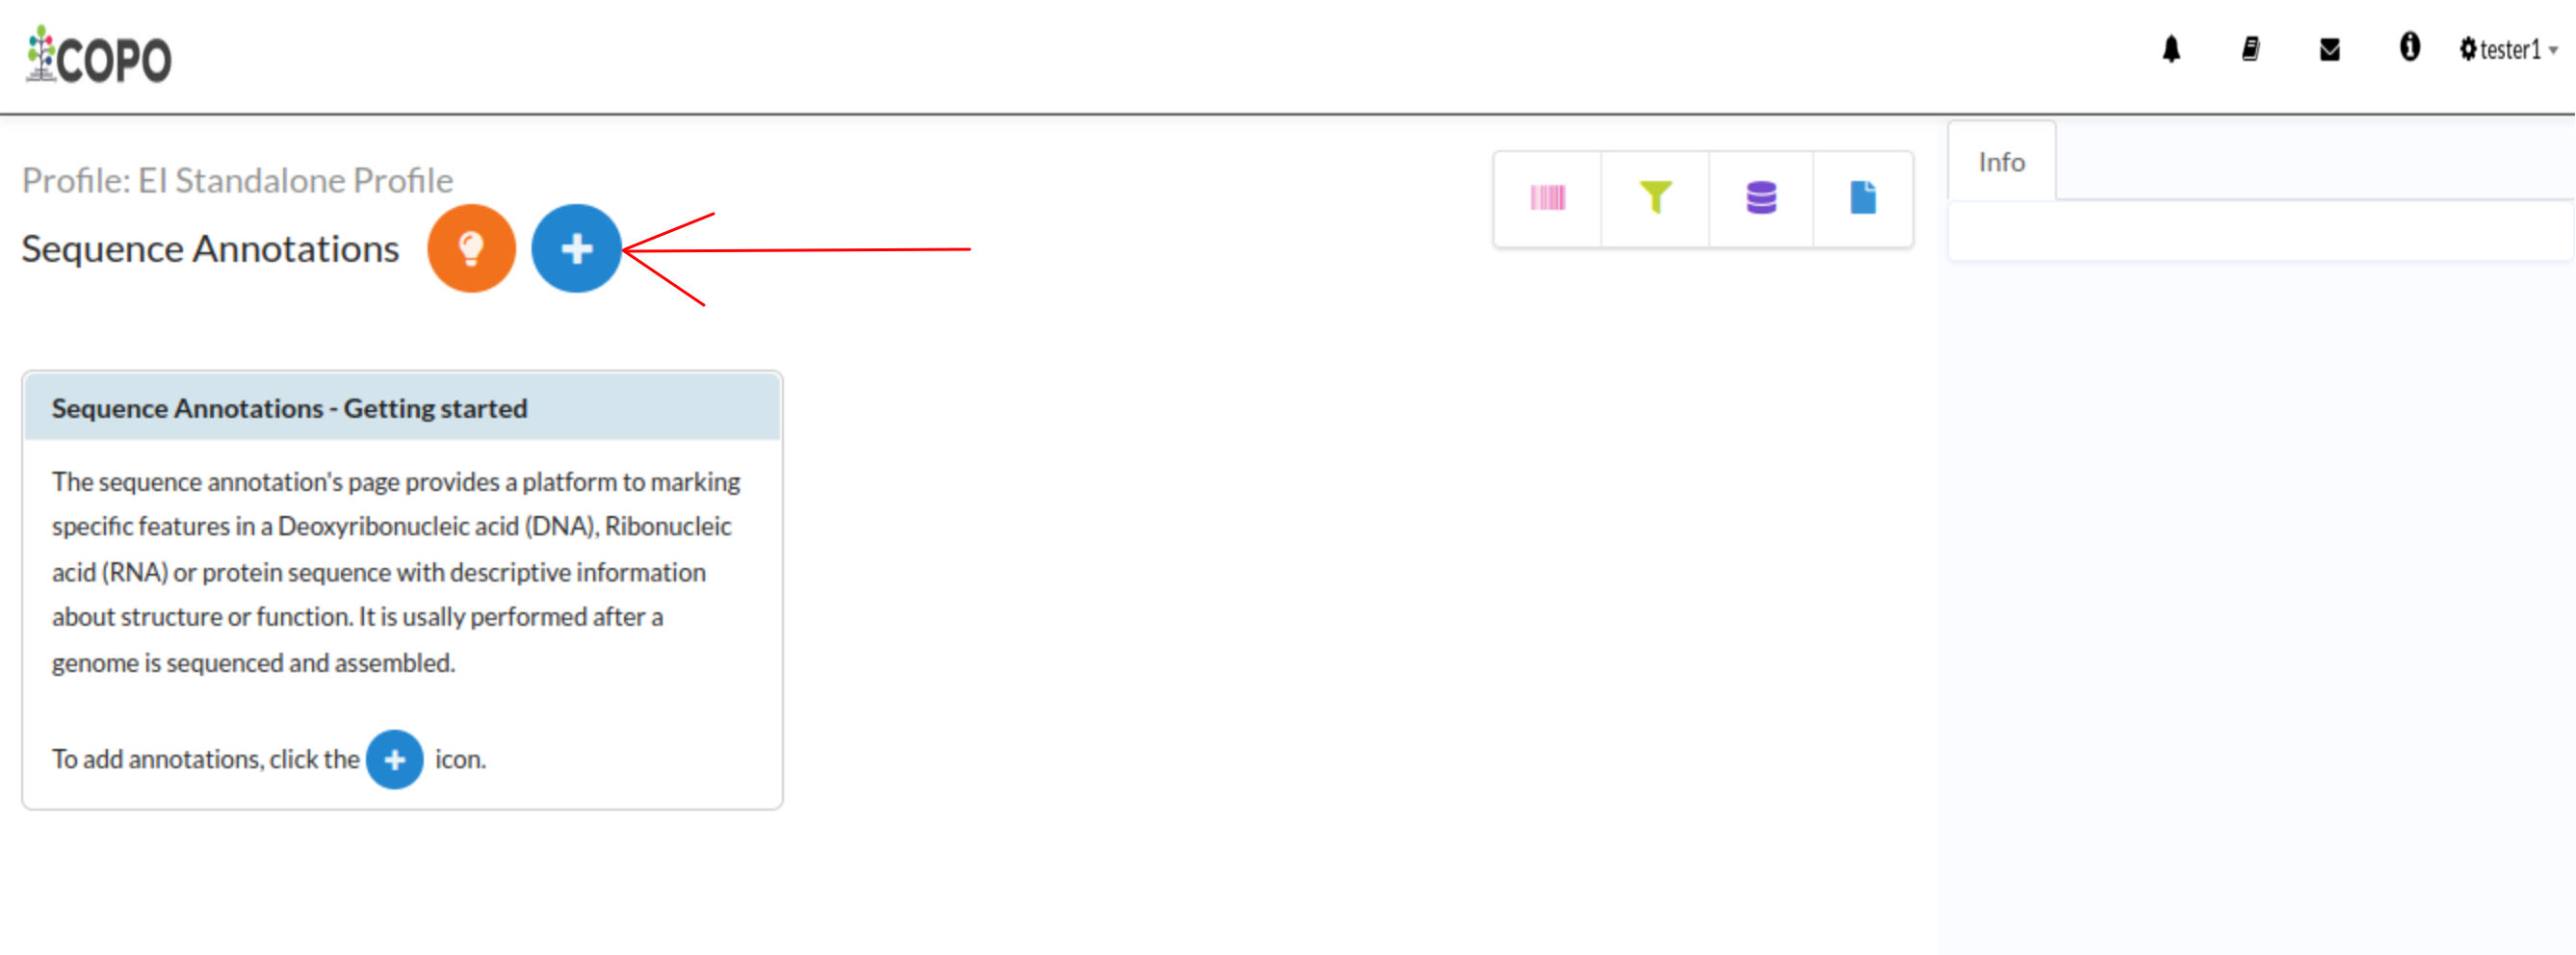 COPO
tester1
Profile: EI Standalone Profile
Info
Sequence Annotations
Sequence Annotations - Getting started
The sequence annotation's page provides a platform to marking
specific features in a Deoxyribonucleic acid (DNA), Ribonucleic
acid (RNA) or protein sequence with descriptive information
about structure or function. It is usally performed after a
genome is sequenced and assembled.
To add annotations, click the + icon.